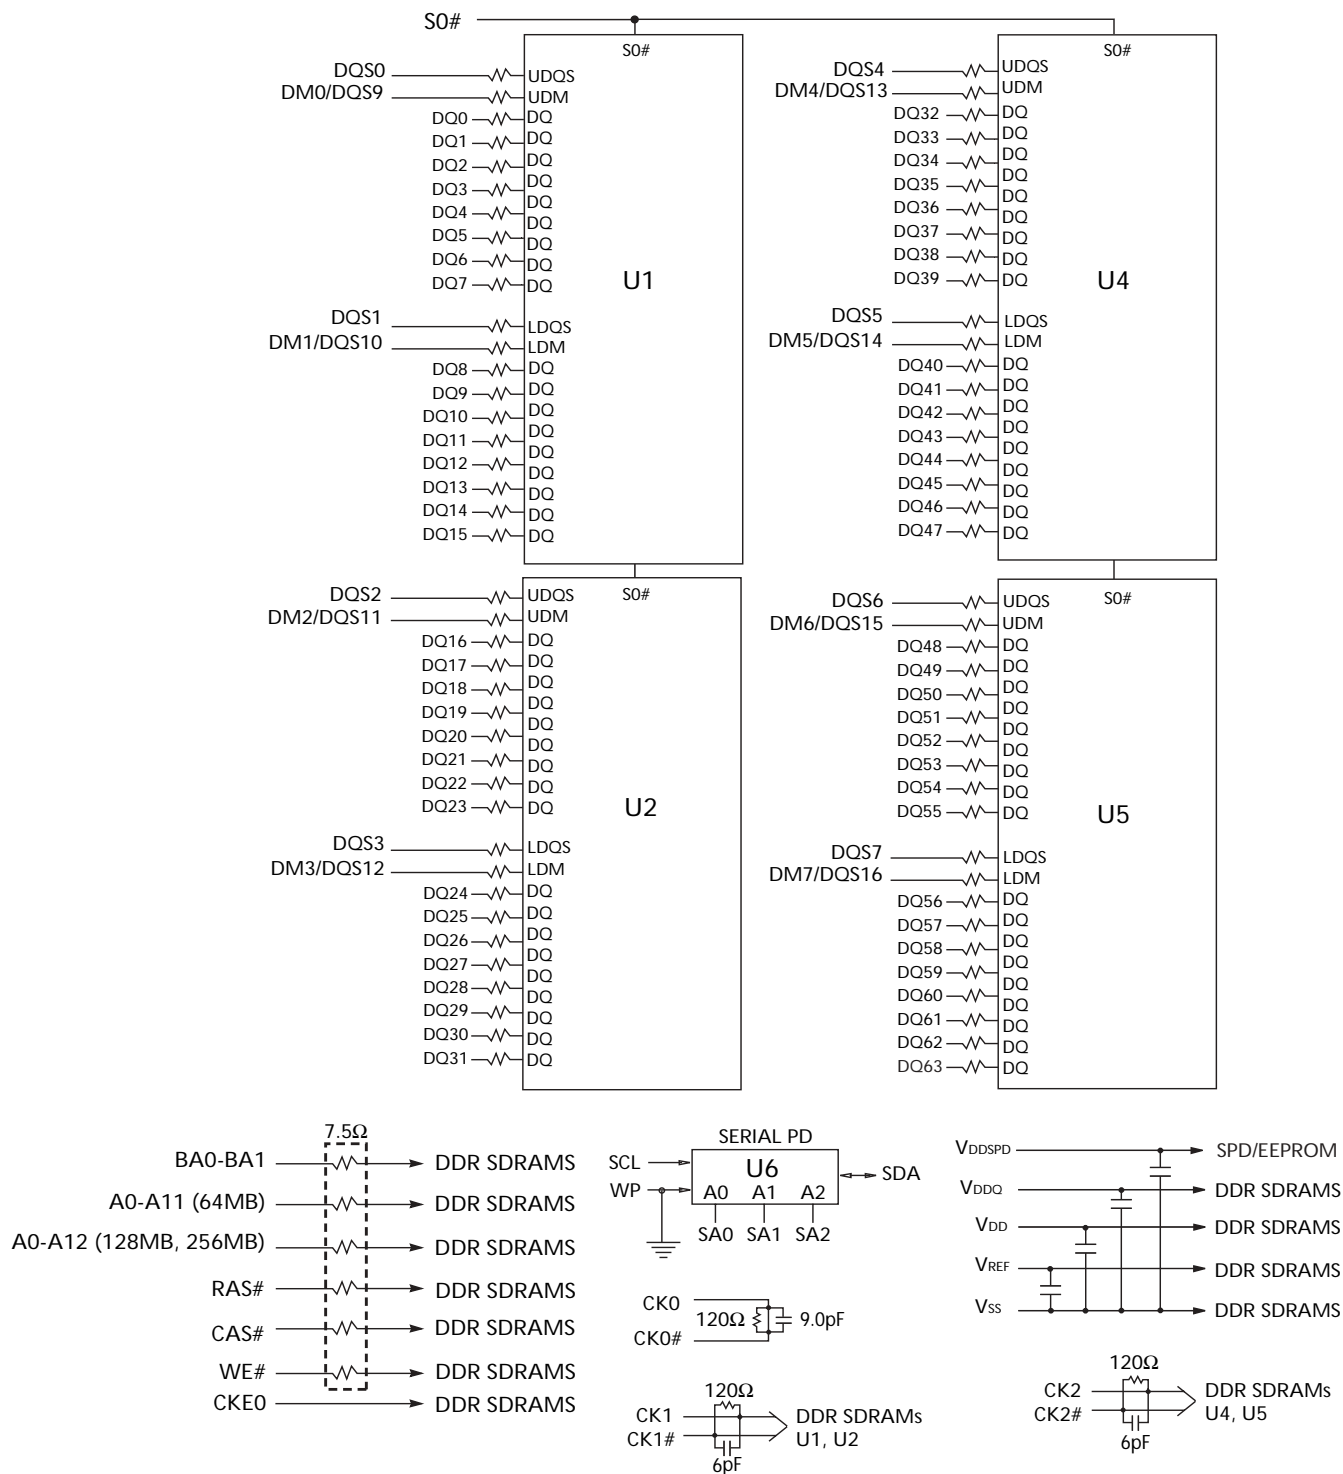 S0#
S0#
DQS0 UDQS
DM0/DQS9 UDM
DQ0 DQ
DQ1 DQ
DQ2 DQ
DQ3 DQ
DQ4 DQ
DQ5 DQ
DQ6 DQ
DQ7 DQ
DQ
U1
DQS1 LDQS
DM1/DQS10 LDM
DQ8 DQ
DQ9 DQ
DQ10 DQ
DQ11 DQ
DQ12 DQ
DQ13 DQ
DQ14 DQ
DQ15 DQ
DQ
S0#
DQS2 UDQS
DM2/DQS11 UDM
DQ16 DQ
DQ17 DQ
DQ18 DQ
DQ19 DQ
DQ20 DQ
DQ21 DQ
DQ22 DQ
DQ23 DQ
DQ
U2
DQS3 LDQS
DM3/DQS12 LDM
DQ24 DQ
DQ25 DQ
DQ26 DQ
DQ27 DQ
DQ28 DQ
DQ29 DQ
DQ30 DQ
DQ31 DQ
DQ
S0#
DQS4 UDQS
DM4/DQS13 UDM
DQ32 DQ
DQ33 DQ
DQ34 DQ
DQ35 DQ
DQ36 DQ
DQ37 DQ
DQ38 DQ
DQ39 DQ
DQ
U4
DQS5 LDQS
DM5/DQS14 LDM
DQ40 DQ
DQ41 DQ
DQ42 DQ
DQ43 DQ
DQ44 DQ
DQ45 DQ
DQ46 DQ
DQ47 DQ
DQ
S0#
DQS6 UDQS
DM6/DQS15 UDM
DQ48 DQ
DQ49 DQ
DQ50 DQ
DQ51 DQ
DQ52 DQ
DQ53 DQ
DQ54 DQ
DQ55 DQ
DQ
U5
DQS7 LDQS
DM7/DQS16 LDM
DQ56 DQ
DQ57 DQ
DQ58 DQ
DQ59 DQ
DQ60 DQ
DQ61 DQ
DQ62 DQ
DQ63 DQ
DQ
7.5Ω
BA0-BA1 DDR SDRAMS
A0-A11 (64MB) DDR SDRAMS
A0-A12 (128MB, 256MB) DDR SDRAMS
RAS# DDR SDRAMS
CAS# DDR SDRAMS
WE# DDR SDRAMS
CKE0 DDR SDRAMS
SERIAL PD
SCL U6 SDA
WP A0 A1 A2
SA0 SA1 SA2
CK0
120Ω 9.0pF
CK0#
120Ω
CK1 DDR SDRAMs
CK1# U1, U2
6pF
VDDSPD SPD/EEPROM
VDDQ DDR SDRAMS
VDD DDR SDRAMS
VREF DDR SDRAMS
VSS DDR SDRAMS
120Ω
CK2 DDR SDRAMs
CK2# U4, U5
6pF